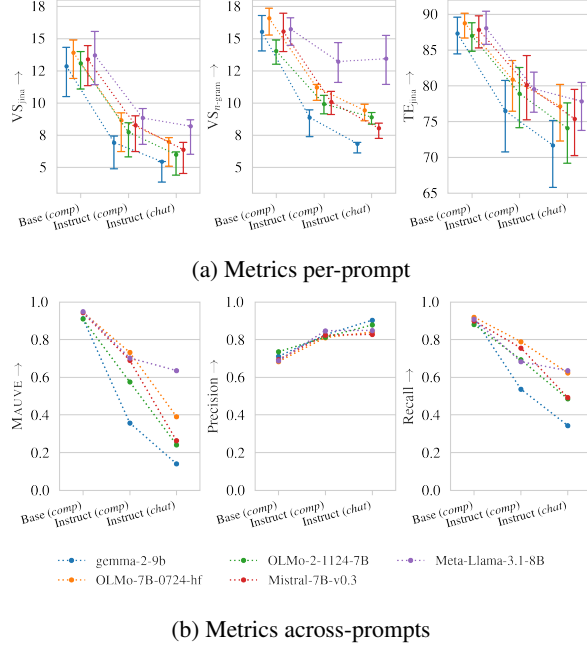 18
15
12
10
8
5
VS_jina →
18
15
12
10
8
5
VS_n-gram →
90
85
80
75
70
65
TE_jina →
Base (comp)
Instruct (comp)
Instruct (chat)
Base (comp)
Instruct (comp)
Instruct (chat)
Base (comp)
Instruct (comp)
Instruct (chat)
(a) Metrics per-prompt
1.0
0.8
0.6
0.4
0.2
0.0
MAUVE →
1.0
0.8
0.6
0.4
0.2
0.0
Precision →
1.0
0.8
0.6
0.4
0.2
0.0
Recall →
Base (comp)
Instruct (comp)
Instruct (chat)
Base (comp)
Instruct (comp)
Instruct (chat)
Base (comp)
Instruct (comp)
Instruct (chat)
gemma-2-9b
OLMo-2-1124-7B
Meta-Llama-3.1-8B
OLMo-7B-0724-hf
Mistral-7B-v0.3
(b) Metrics across-prompts